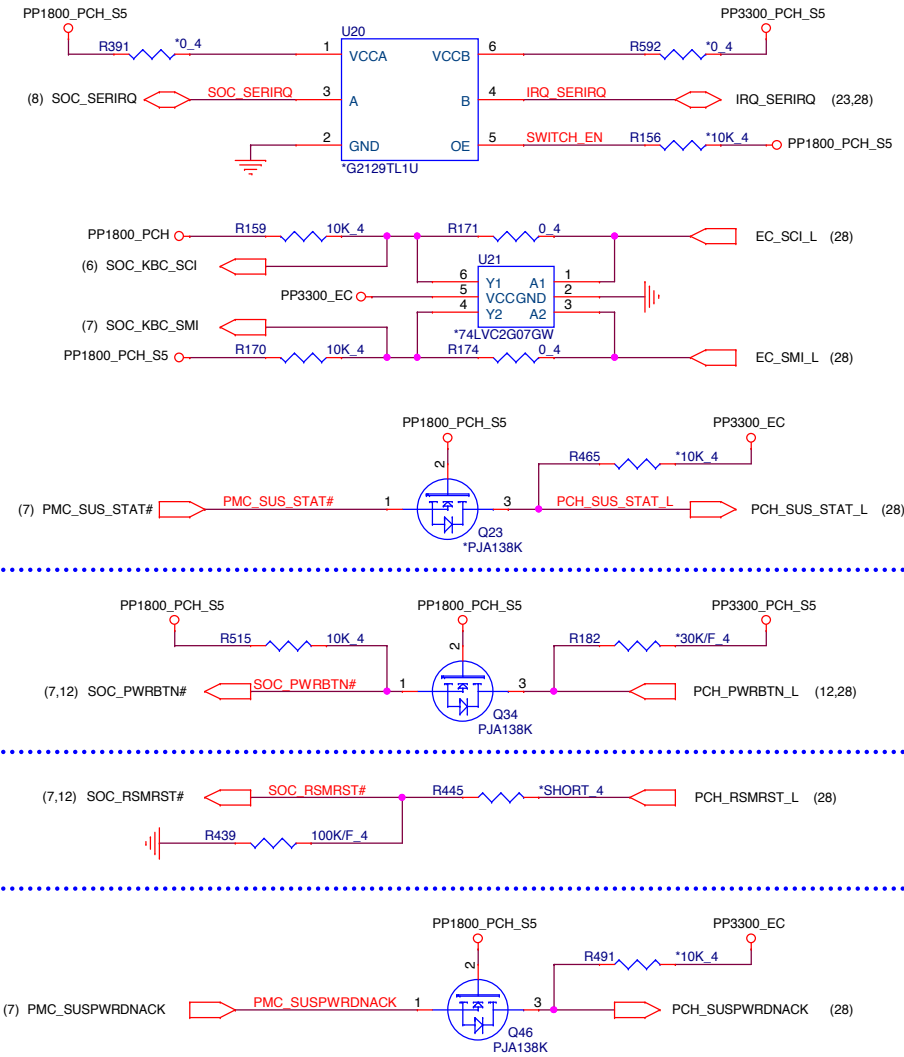 PP1800_PCH_S5 PP3300_PCH_S5
U20
R391 *0_4 1 VCCA VCCB 6 R592 *0_4
(8) SOC_SERIRQ SOC_SERIRQ 3 A B 4 IRQ_SERIRQ IRQ_SERIRQ (23,28)
2 GND OE 5 SWITCH_EN R156 *10K_4 PP1800_PCH_S5
*G2129TL1U
PP1800_PCH R159 10K_4 R171 0_4 EC_SCI_L (28)
(6) SOC_KBC_SCI U21
6 Y1 A1 1
PP3300_EC 5 VCC GND 2
4 Y2 A2 3
(7) SOC_KBC_SMI *74LVC2G07GW
PP1800_PCH_S5 R170 10K_4 R174 0_4 EC_SMI_L (28)
PP1800_PCH_S5 PP3300_EC
2 R465 *10K_4
(7) PMC_SUS_STAT# PMC_SUS_STAT# 1 3 PCH_SUS_STAT_L PCH_SUS_STAT_L (28)
Q23
*PJA138K
PP1800_PCH_S5 PP1800_PCH_S5 PP3300_PCH_S5
R515 10K_4 2 R182 *30K/F_4
(7,12) SOC_PWRBTN# SOC_PWRBTN# 1 3 PCH_PWRBTN_L (12,28)
Q34
PJA138K
(7,12) SOC_RSMRST# SOC_RSMRST# R445 *SHORT_4 PCH_RSMRST_L (28)
R439 100K/F_4
PP1800_PCH_S5 PP3300_EC
2 R491 *10K_4
(7) PMC_SUSPWRDNACK PMC_SUSPWRDNACK 1 3 PCH_SUSPWRDNACK (28)
Q46
PJA138K